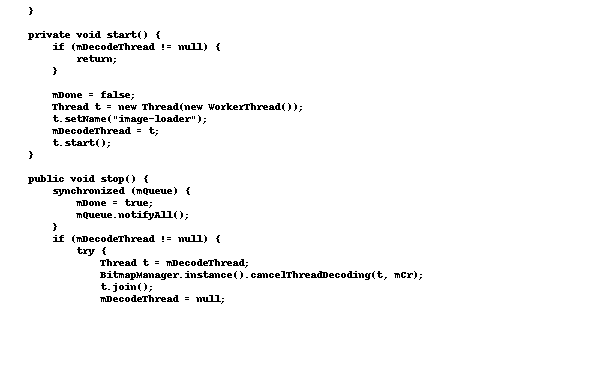 }
private void start() {
if (mDecodeThread != null) {
return;
}
mDone = false;
Thread t = new Thread(new WorkerThread());
t.setName("image-loader");
mDecodeThread = t;
t.start();
}
public void stop() {
synchronized (mQueue) {
mDone = true;
mQueue.notifyAll();
}
if (mDecodeThread != null) {
try {
Thread t = mDecodeThread;
BitmapManager.instance().cancelThreadDecoding(t, mCr);
t.join();
mDecodeThread = null;